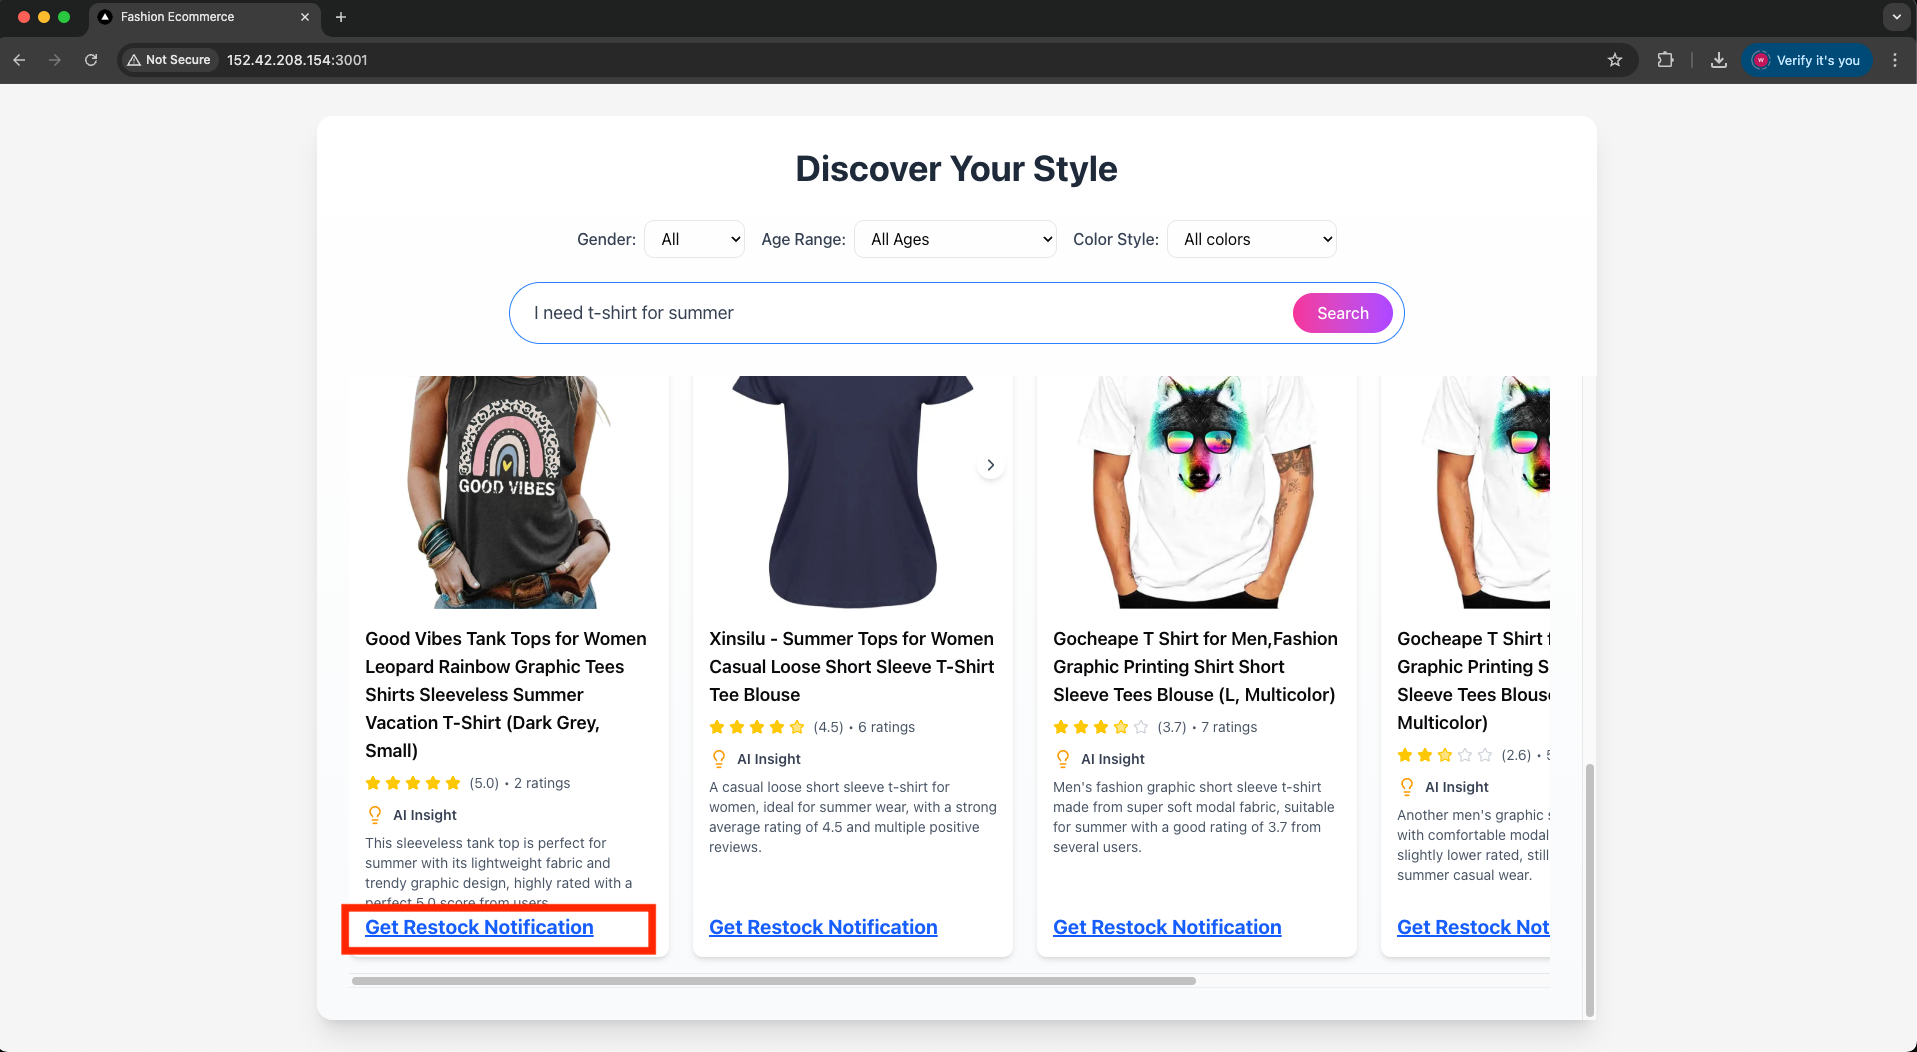 Fashion Ecommerce
Not Secure 152.42.208.154:3001
Verify it's you
Discover Your Style
Gender: All Age Range: All Ages Color Style: All colors
I need t-shirt for summer Search
GOOD VIBES
Good Vibes Tank Tops for Women
Leopard Rainbow Graphic Tees
Shirts Sleeveless Summer
Vacation T-Shirt (Dark Grey,
Small)
(5.0) • 2 ratings
AI Insight
This sleeveless tank top is perfect for
summer with its lightweight fabric and
trendy graphic design, highly rated with a
perfect 5.0 score from users
Get Restock Notification
Xinsilu - Summer Tops for Women
Casual Loose Short Sleeve T-Shirt
Tee Blouse
(4.5) • 6 ratings
AI Insight
A casual loose short sleeve t-shirt for
women, ideal for summer wear, with a strong
average rating of 4.5 and multiple positive
reviews.
Get Restock Notification
Gocheape T Shirt for Men,Fashion
Graphic Printing Shirt Short
Sleeve Tees Blouse (L, Multicolor)
(3.7) • 7 ratings
AI Insight
Men's fashion graphic short sleeve t-shirt
made from super soft modal fabric, suitable
for summer with a good rating of 3.7 from
several users.
Get Restock Notification
Gocheape T Shirt
Graphic Printing S
Sleeve Tees Blous
Multicolor)
(2.6) •
AI Insight
Another men's graphic
with comfortable modal
slightly lower rated, still
summer casual wear.
Get Restock Not